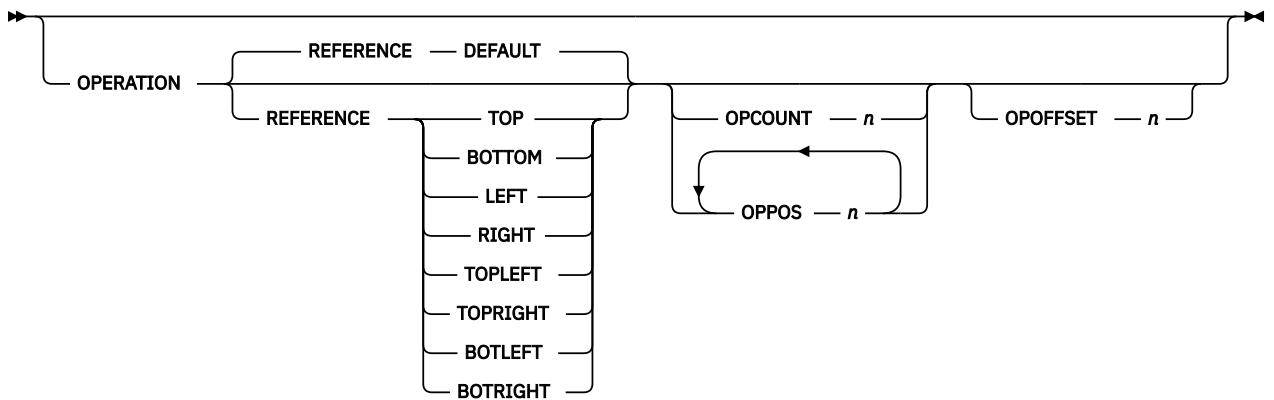 REFERENCE DEFAULT
OPERATION
REFERENCE TOP OPCOUNT n OPOFFSET n
BOTTOM
LEFT
OPPOS n
RIGHT
TOPLEFT
TOPRIGHT
BOTLEFT
BOTRIGHT